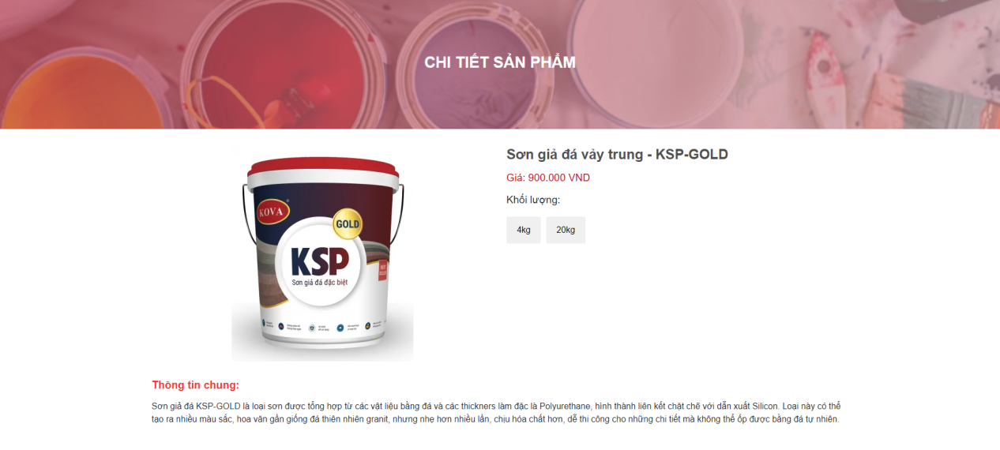 CHI TIẾT SẢN PHẨM
Sơn giả đá vảy trung - KSP-GOLD
Giá: 900.000 VND
Khối lượng:
4kg
20kg
KOVA
GOLD
KSP
Sơn giả đá đặc biệt
Thông tin chung:
Sơn giả đá KSP-GOLD là loại sơn được tổng hợp từ các vật liệu bằng đá và các thickners làm đặc là Polyurethane, hình thành liên kết chặt chẽ với dẫn xuất Silicon. Loại này có thể
tạo ra nhiều màu sắc, hoa văn gần giống đá thiên nhiên granit, nhưng nhẹ hơn nhiều lần, chịu hóa chất hơn, dễ thi công cho những chi tiết mà không thể ốp được bằng đá tự nhiên.